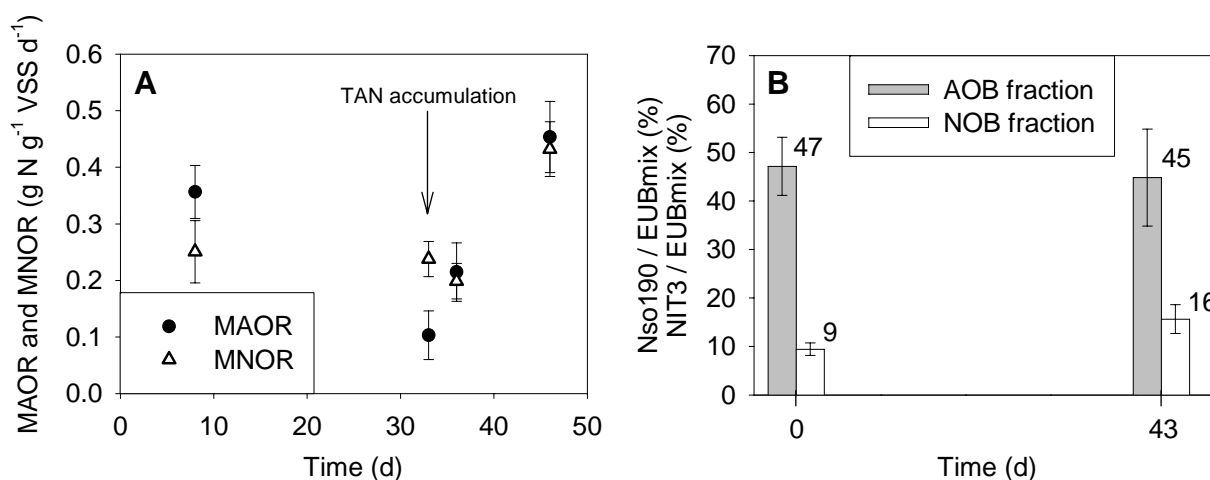 A
TAN accumulation
MAOR and MNOR (g N g-1 VSS d-1)
0.6
0.5
0.4
0.3
0.2
0.1
0.0
MAOR
MNOR
0
10
20
30
40
50
Time (d)
B
AOB fraction
NOB fraction
Nso190 / EUBmix (%)
NIT3 / EUBmix (%)
70
60
50
40
30
20
10
0
47
9
45
16
0
43
Time (d)